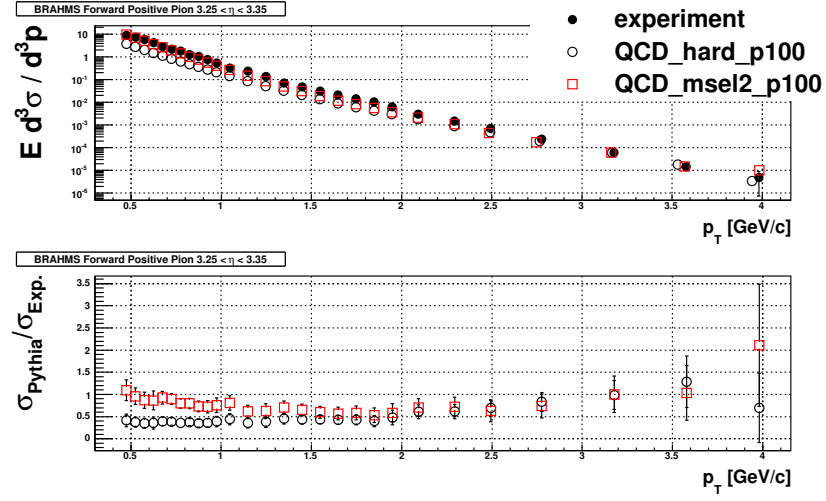 BRAHMS Forward Positive Pion 3.25 < η < 3.35
experiment
QCD_hard_p100
QCD_msel2_p100
E d³σ / d³p
10
1
10⁻¹
10⁻²
10⁻³
10⁻⁴
10⁻⁵
10⁻⁶
0.5 1 1.5 2 2.5 3 3.5 4
p_T [GeV/c]
BRAHMS Forward Positive Pion 3.25 < η < 3.35
σ_Pythia/σ_Exp.
3.5
3
2.5
2
1.5
1
0.5
0
0.5 1 1.5 2 2.5 3 3.5 4
p_T [GeV/c]